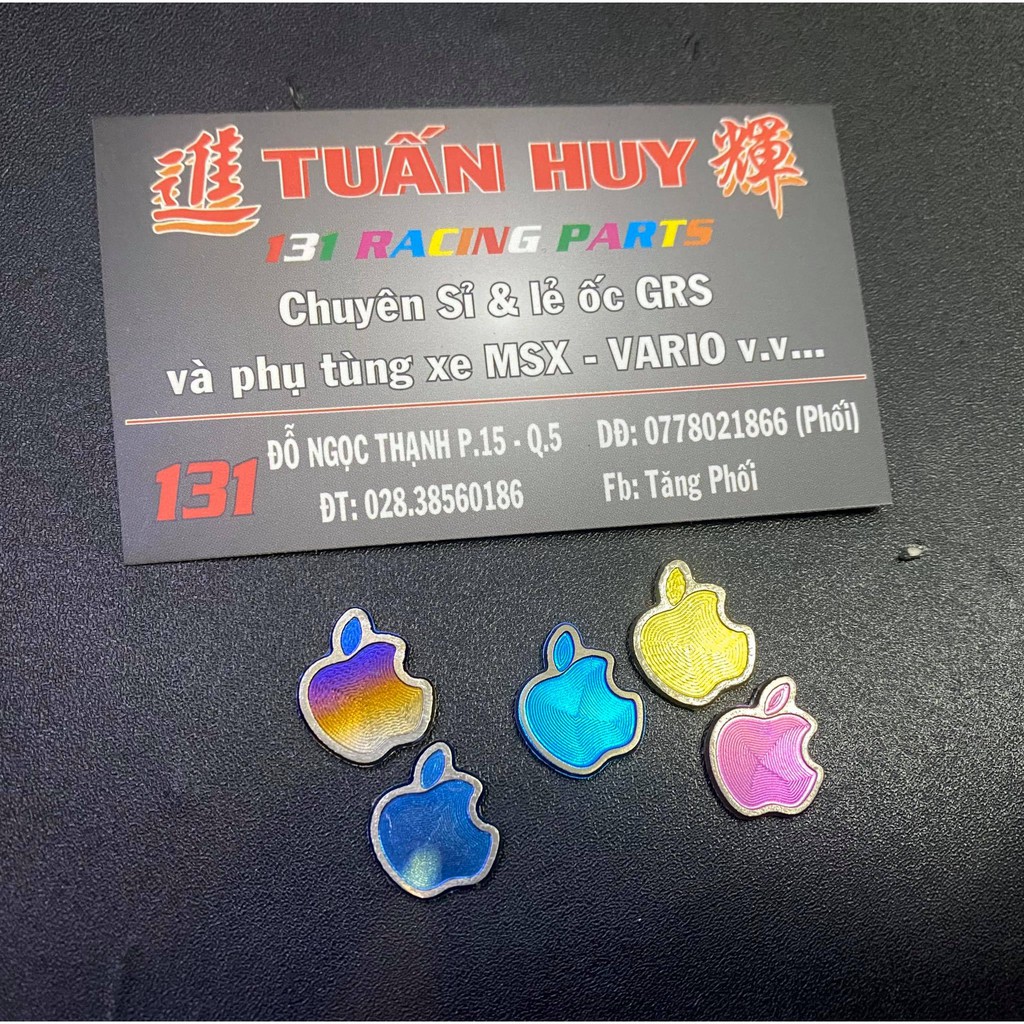 進 TUẤN HUY 輝
131 RACING PARTS
Chuyên Sỉ & lẻ ốc GRS
và phụ tùng xe MSX - VARIO v.v...
131 ĐỖ NGỌC THẠNH P.15 - Q.5
ĐT: 028.38560186
DĐ: 0778021866 (Phối)
Fb: Tăng Phối